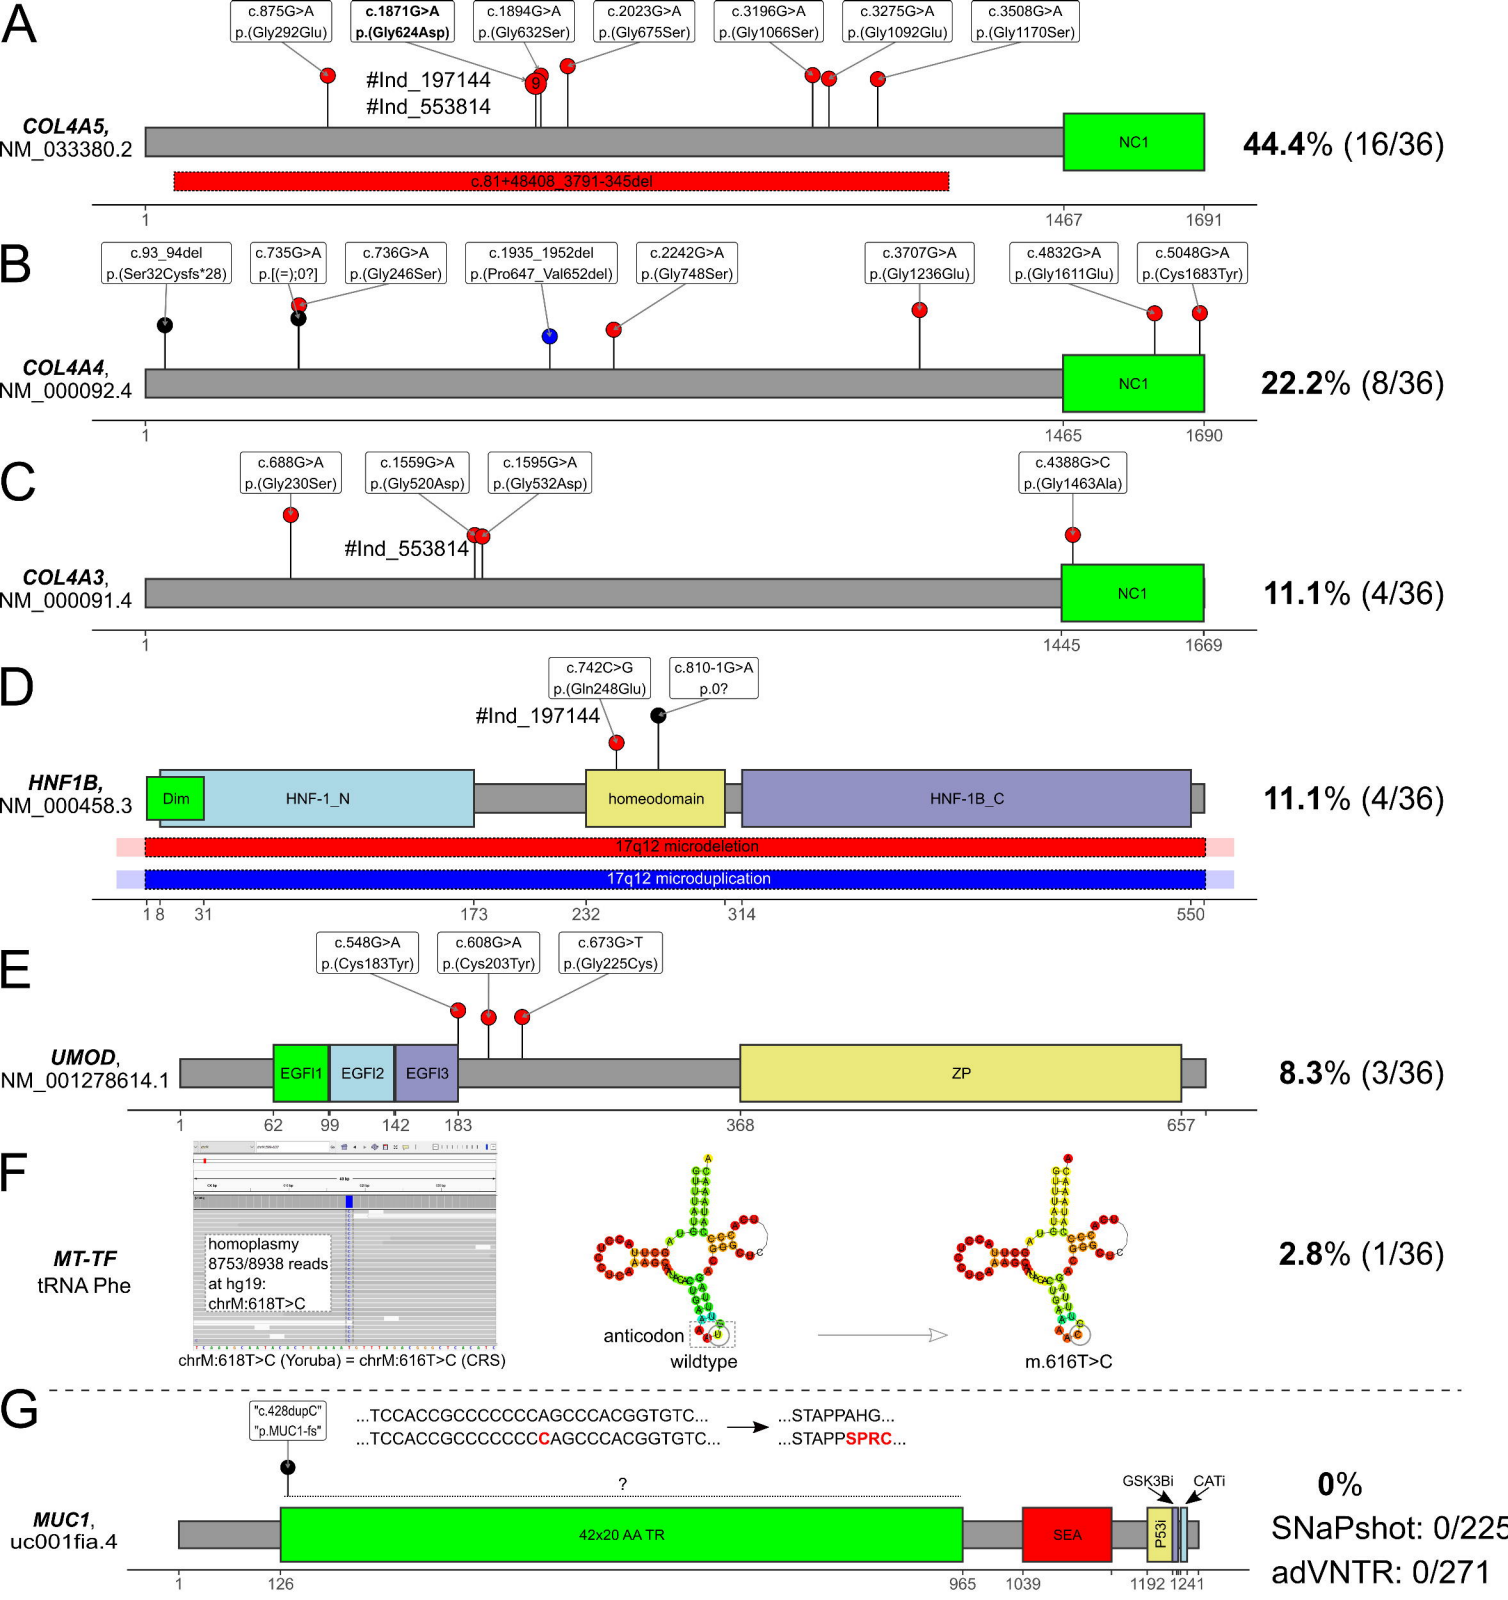 A
c.875G>A
p.(Gly292Glu)
c.1871G>A
p.(Gly624Asp)
c.1894G>A
p.(Gly632Ser)
c.2023G>A
p.(Gly675Ser)
c.3196G>A
p.(Gly1066Ser)
c.3275G>A
p.(Gly1092Glu)
c.3508G>A
p.(Gly1170Ser)
#Ind_197144
#Ind_553814
9
COL4A5,
NM_033380.2
NC1
44.4% (16/36)
c.81+48408_3791-345del
1 1467 1691
B
c.93_94del
p.(Ser32Cysfs*28)
c.735G>A
p.[(=);0?]
c.736G>A
p.(Gly246Ser)
c.1935_1952del
p.(Pro647_Val652del)
c.2242G>A
p.(Gly748Ser)
c.3707G>A
p.(Gly1236Glu)
c.4832G>A
p.(Gly1611Glu)
c.5048G>A
p.(Cys1683Tyr)
COL4A4,
NM_000092.4
NC1
22.2% (8/36)
1 1465 1690
C
c.688G>A
p.(Gly230Ser)
c.1559G>A
p.(Gly520Asp)
c.1595G>A
p.(Gly532Asp)
c.4388G>C
p.(Gly1463Ala)
#Ind_553814
COL4A3,
NM_000091.4
NC1
11.1% (4/36)
1 1445 1669
D
c.742C>G
p.(Gln248Glu)
c.810-1G>A
p.0?
#Ind_197144
HNF1B,
NM_000458.3
Dim HNF-1_N homeodomain HNF-1B_C
11.1% (4/36)
17q12 microdeletion
17q12 microduplication
1 8 31 173 232 314 550
E
c.548G>A
p.(Cys183Tyr)
c.608G>A
p.(Cys203Tyr)
c.673G>T
p.(Gly225Cys)
UMOD,
NM_001278614.1
EGFl1 EGFl2 EGFl3 ZP
8.3% (3/36)
1 62 99 142 183 368 657
F
MT-TF
tRNA Phe
homoplasmy
8753/8938 reads
at hg19:
chrM:618T>C
chrM:618T>C (Yoruba) = chrM:616T>C (CRS)
anticodon
wildtype
m.616T>C
2.8% (1/36)
G
"c.428dupC"
"p.MUC1-fs"
...TCCACCGCCCCCCCAGCCCACGGTGTC... ...STAPPAHG...
...TCCACCGCCCCCCCCAGCCCACGGTGTC... ...STAPPSPRC...
?
GSK3Bi CATi
MUC1,
uc001fia.4
42x20 AA TR SEA P53i
0%
SNaPshot: 0/225
adVNTR: 0/271
1 126 965 1039 1192 1241